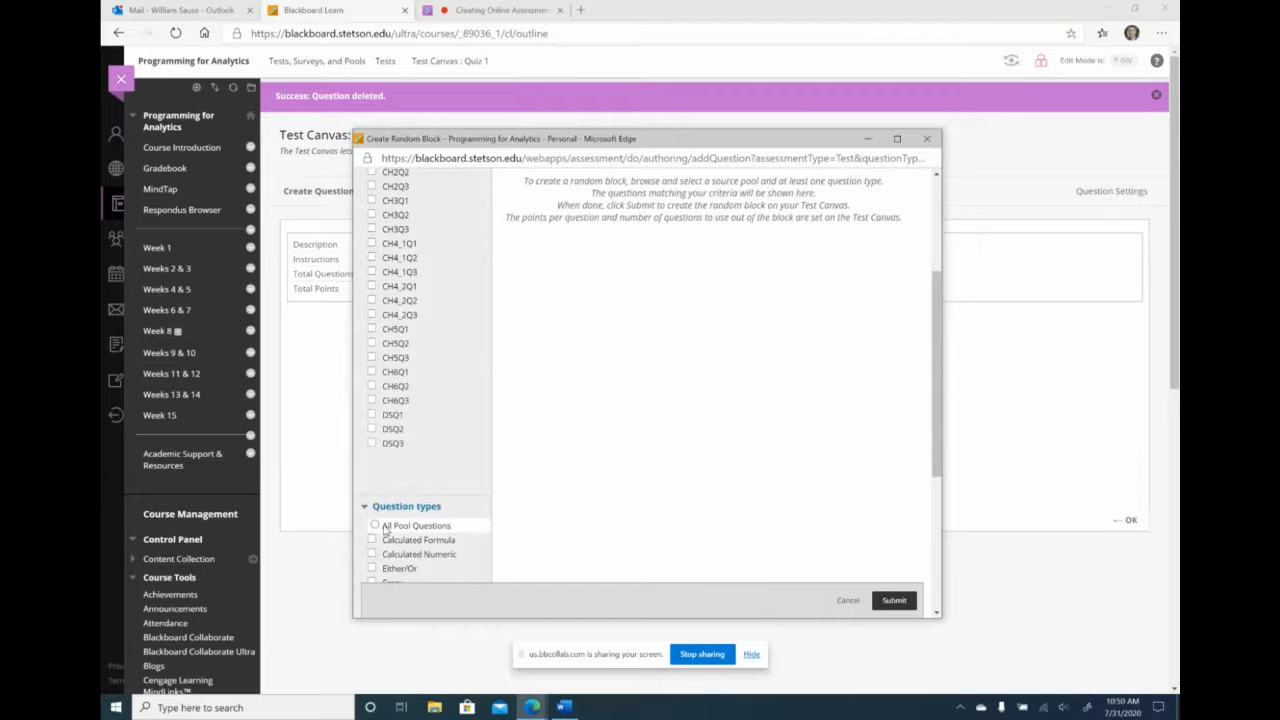 Mail - William Sause - Outlook
Blackboard Learn
Creating Online Assessm
https://blackboard.stetson.edu/ultra/courses/_89036_1/cl/outline
Programming for Analytics
Tests, Surveys, and Pools
Tests
Test Canvas : Quiz 1
Edit Mode is:
ON
Success: Question deleted.
Programming for
Analytics
Course Introduction
Gradebook
MindTap
Respondus Browser
Week 1
Weeks 2 & 3
Weeks 4 & 5
Weeks 6 & 7
Week 8
Weeks 9 & 10
Weeks 11 & 12
Weeks 13 & 14
Week 15
Academic Support &
Resources
Course Management
Control Panel
Content Collection
Course Tools
Achievements
Announcements
Attendance
Blackboard Collaborate
Blackboard Collaborate Ultra
Blogs
Cengage Learning
MindLinks™
Test Canvas:
The Test Canvas lets
Create Question
Question Settings
Description
Instructions
Total Questions
Total Points
OK
Create Random Block - Programming for Analytics - Personal - Microsoft Edge
https://blackboard.stetson.edu/webapps/assessment/do/authoring/addQuestion?assessmentType=Test&questionTyp...
CH2Q2
CH2Q3
CH3Q1
CH3Q2
CH3Q3
CH4_1Q1
CH4_1Q2
CH4_1Q3
CH4_2Q1
CH4_2Q2
CH4_2Q3
CH5Q1
CH5Q2
CH5Q3
CH6Q1
CH6Q2
CH6Q3
DSQ1
DSQ2
DSQ3
Question types
All Pool Questions
Calculated Formula
Calculated Numeric
Either/Or
To create a random block, browse and select a source pool and at least one question type.
The questions matching your criteria will be shown here.
When done, click Submit to create the random block on your Test Canvas.
The points per question and number of questions to use out of the block are set on the Test Canvas.
Cancel
Submit
us.bbcollab.com is sharing your screen.
Stop sharing
Hide
Priv
Term
Type here to search
10:50 AM
7/31/2020